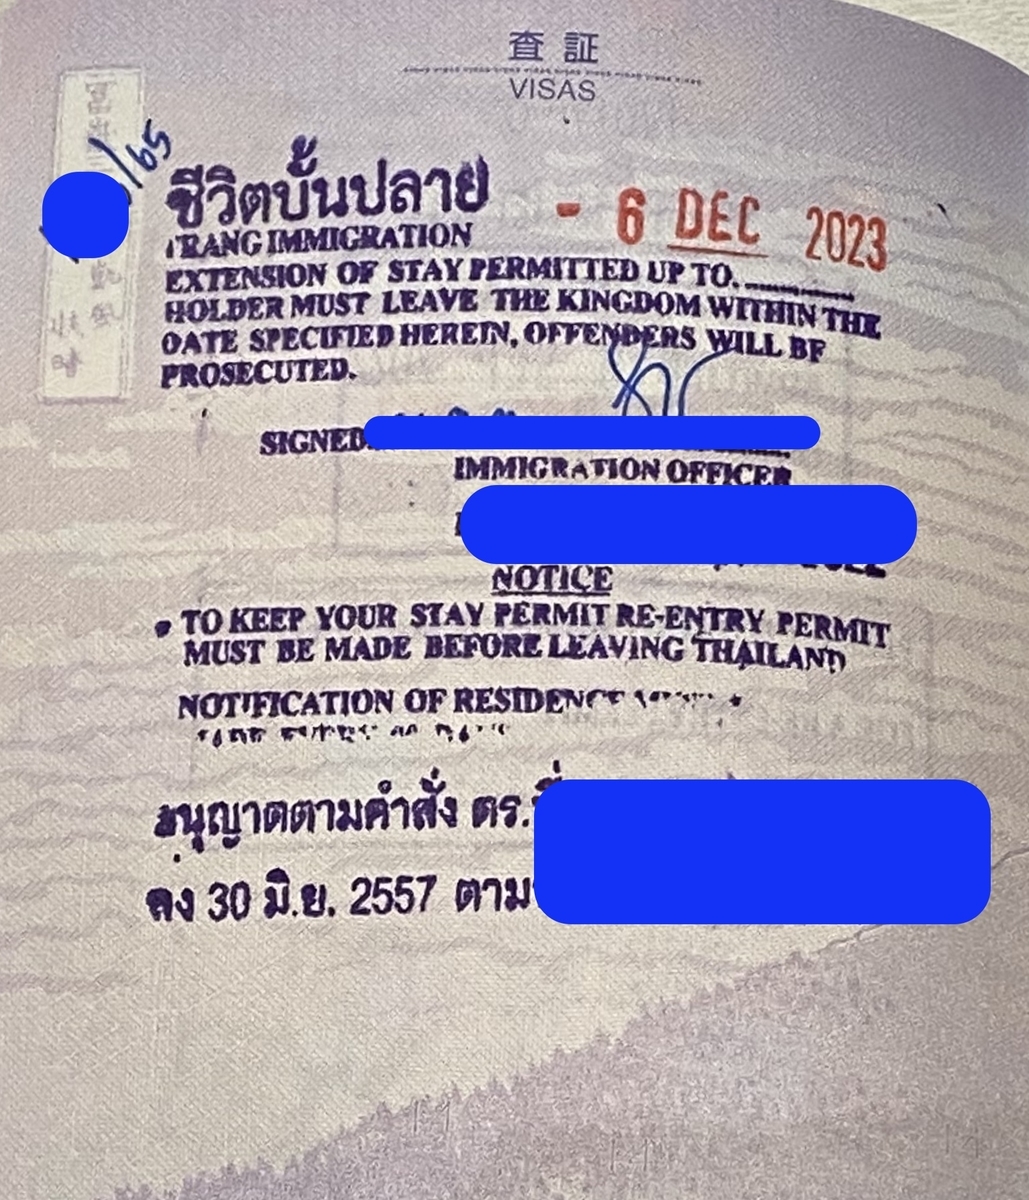 査証
VISAS
/65
ชีวิตบั้นปลาย
- 6 DEC 2023
TRANG IMMIGRATION
EXTENSION OF STAY PERMITTED UP TO.
HOLDER MUST LEAVE THE KINGDOM WITHIN THE
DATE SPECIFIED HEREIN, OFFENDERS WILL BE
PROSECUTED.
SIGNED
IMMIGRATION OFFICER
NOTICE
• TO KEEP YOUR STAY PERMIT RE-ENTRY PERMIT
MUST BE MADE BEFORE LEAVING THAILAND
NOTIFICATION OF RESIDENCE
อนุญาตตามคำสั่ง ตร.
ลง 30 มิ.ย. 2557 ตาม